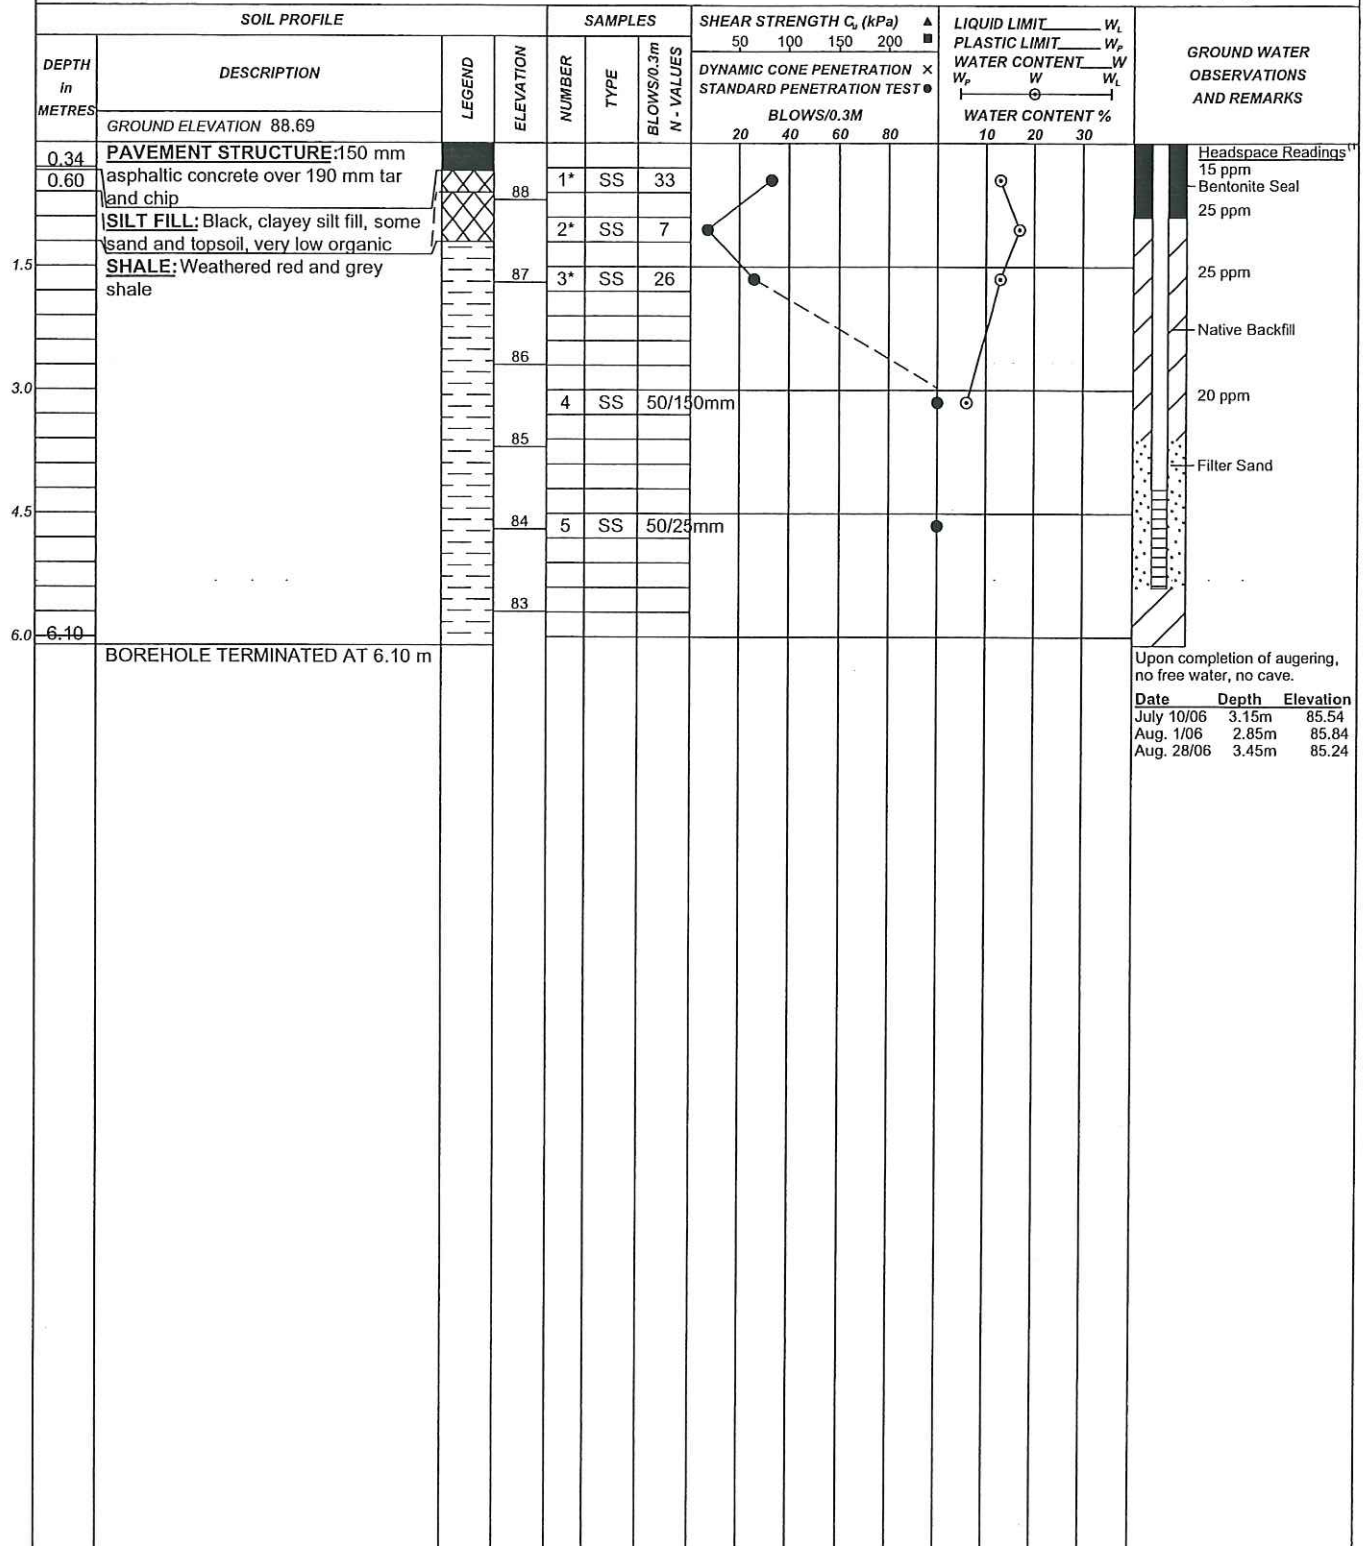 SOIL PROFILE
SAMPLES
SHEAR STRENGTH Cu (kPa) ▲
■
50 100 150 200
DYNAMIC CONE PENETRATION ×
STANDARD PENETRATION TEST ●
BLOWS/0.3M
20 40 60 80
LIQUID LIMIT______ WL
PLASTIC LIMIT_____ WP
WATER CONTENT___W
WP W WL
WATER CONTENT %
10 20 30
GROUND WATER
OBSERVATIONS
AND REMARKS
DEPTH
in
METRES
DESCRIPTION
GROUND ELEVATION 88.69
LEGEND
ELEVATION
NUMBER
TYPE
BLOWS/0.3m
N - VALUES
0.34
0.60
PAVEMENT STRUCTURE:150 mm
asphaltic concrete over 190 mm tar
and chip
SILT FILL: Black, clayey silt fill, some
sand and topsoil, very low organic
SHALE: Weathered red and grey
shale
1.5
3.0
4.5
6.0 6.10
BOREHOLE TERMINATED AT 6.10 m
88
87
86
85
84
83
1* SS 33
2* SS 7
3* SS 26
4 SS 50/150mm
5 SS 50/25mm
Headspace Readings(1
15 ppm
Bentonite Seal
25 ppm
25 ppm
Native Backfill
20 ppm
Filter Sand
Upon completion of augering,
no free water, no cave.
Date Depth Elevation
July 10/06 3.15m 85.54
Aug. 1/06 2.85m 85.84
Aug. 28/06 3.45m 85.24